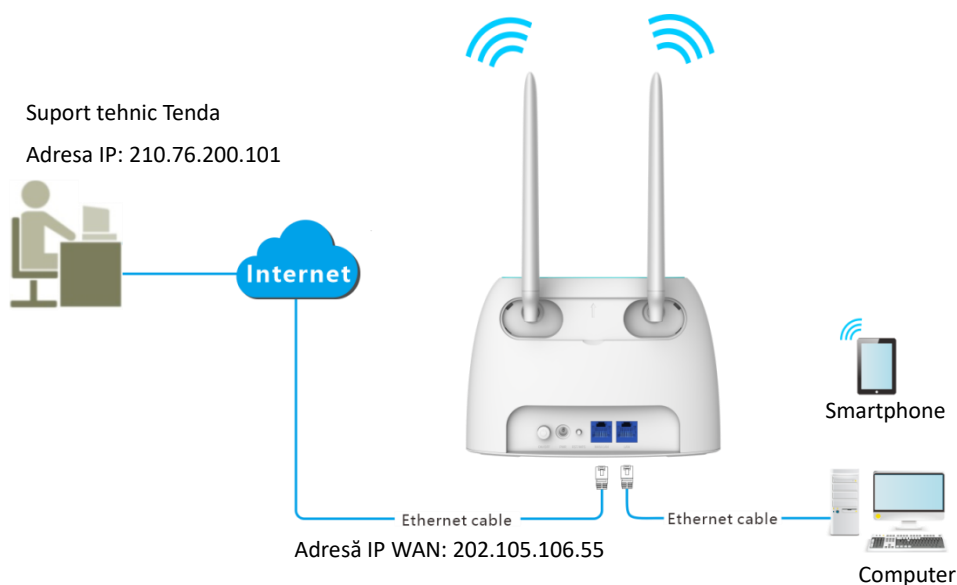 Suport tehnic Tenda
Adresa IP: 210.76.200.101
Internet
Smartphone
Ethernet cable
Ethernet cable
Adresă IP WAN: 202.105.106.55
Computer